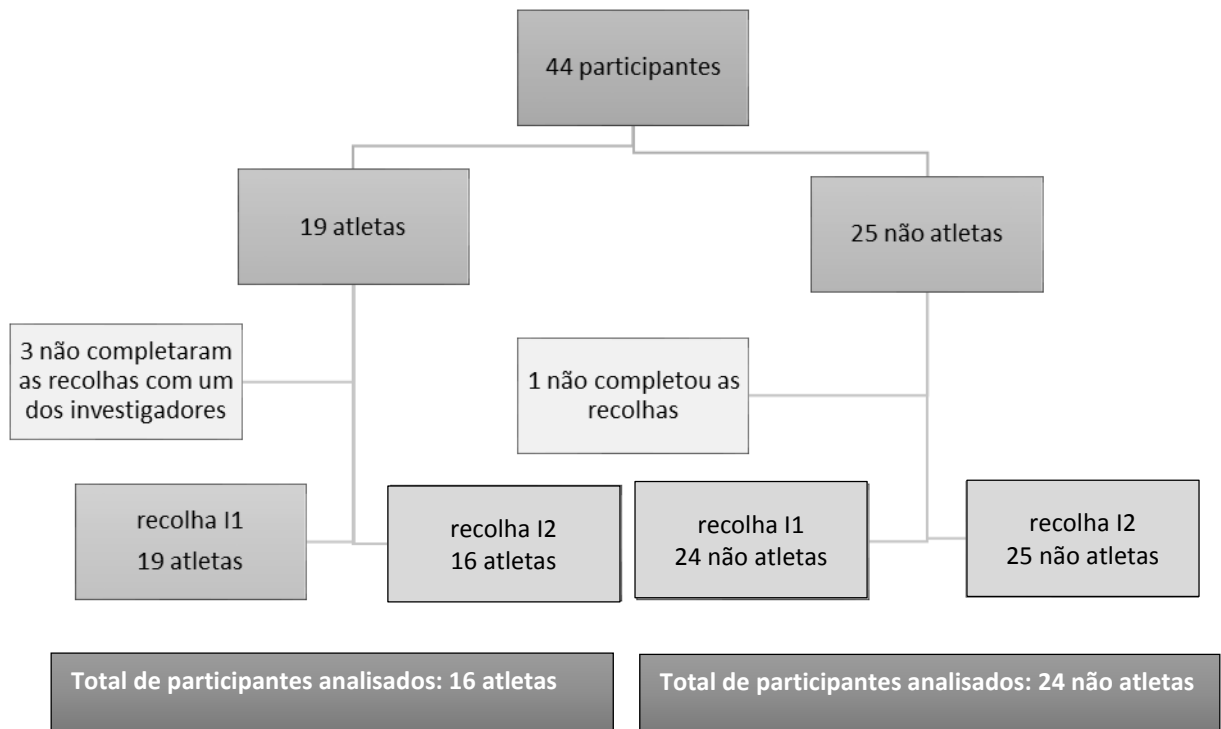 44 participantes
19 atletas
25 não atletas
3 não completaram
as recolhas com um
dos investigadores
1 não completou as
recolhas
recolha I1
19 atletas
recolha I2
16 atletas
recolha I1
24 não atletas
recolha I2
25 não atletas
Total de participantes analisados: 16 atletas
Total de participantes analisados: 24 não atletas